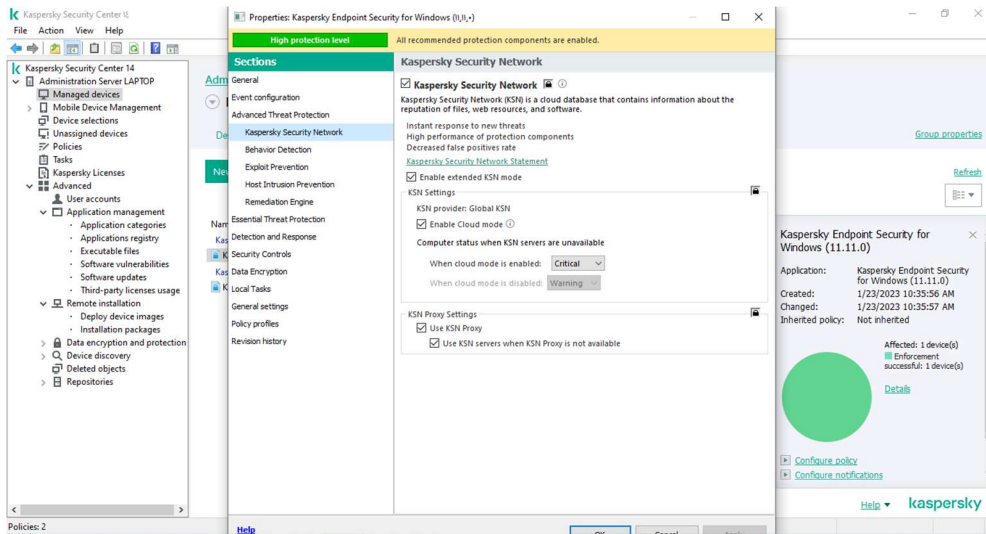 Kaspersky Security Center 14
File Action View Help
Kaspersky Security Center 14
Administration Server LAPTOP
Managed devices
Mobile Device Management
Device selections
Unassigned devices
Policies
Tasks
Kaspersky Licenses
Advanced
User accounts
Application management
Application categories
Applications registry
Executable files
Software vulnerabilities
Software updates
Third-party licenses usage
Remote installation
Deploy device images
Installation packages
Data encryption and protection
Device discovery
Deleted objects
Repositories
Policies: 2
Adm
De
Nev
Nam
Kas
K
Kas
K
Properties: Kaspersky Endpoint Security for Windows
High protection level
All recommended protection components are enabled.
Sections
General
Event configuration
Advanced Threat Protection
Kaspersky Security Network
Behavior Detection
Exploit Prevention
Host Intrusion Prevention
Remediation Engine
Essential Threat Protection
Detection and Response
Security Controls
Data Encryption
Local Tasks
General settings
Policy profiles
Revision history
Help
Kaspersky Security Network
Kaspersky Security Network
Kaspersky Security Network (KSN) is a cloud database that contains information about the
reputation of files, web resources, and software.
Instant response to new threats
High performance of protection components
Decreased false positives rate
Kaspersky Security Network Statement
Enable extended KSN mode
KSN Settings
KSN provider: Global KSN
Enable Cloud mode
Computer status when KSN servers are unavailable
When cloud mode is enabled: Critical
When cloud mode is disabled: Warning
KSN Proxy Settings
Use KSN Proxy
Use KSN servers when KSN Proxy is not available
OK Cancel Apply
Group properties
Refresh
Kaspersky Endpoint Security for
Windows (11.11.0)
Application: Kaspersky Endpoint Security
for Windows (11.11.0)
Created: 1/23/2023 10:35:56 AM
Changed: 1/23/2023 10:35:57 AM
Inherited policy: Not inherited
Affected: 1 device(s)
Enforcement
successful: 1 device(s)
Details
Configure policy
Configure notifications
Help
kaspersky